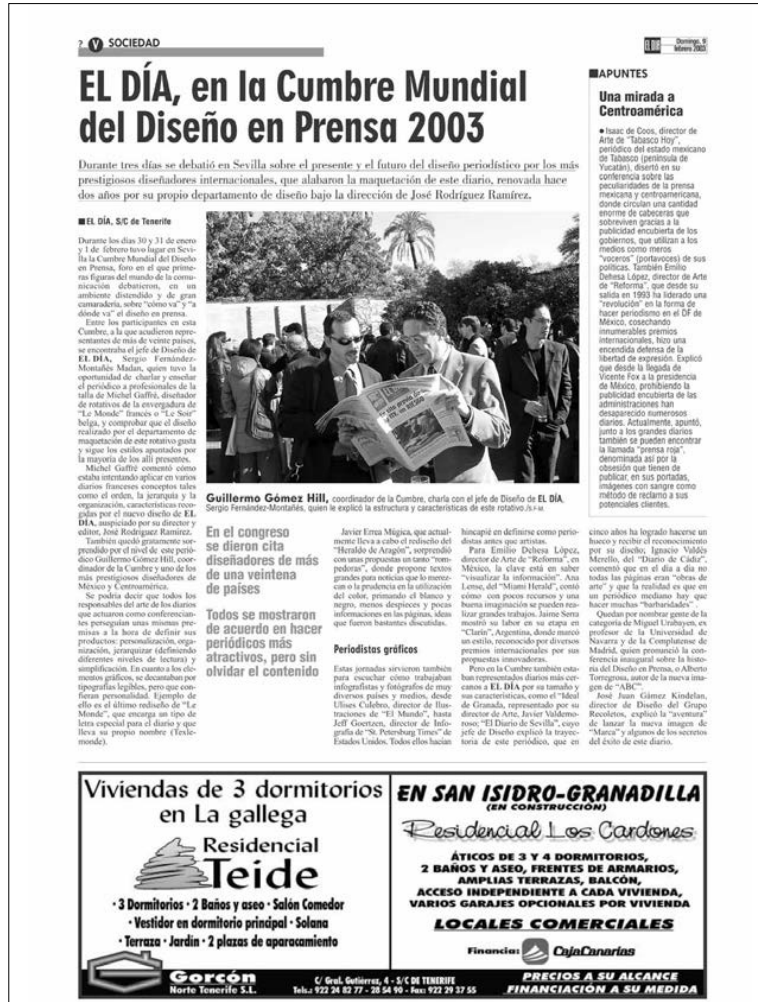 ? V SOCIEDAD
EL DIA
Domingo, 9
febrero 2003
EL DÍA, en la Cumbre Mundial
del Diseño en Prensa 2003
Durante tres días se debatió en Sevilla sobre el presente y el futuro del diseño periodístico por los más
prestigiosos diseñadores internacionales, que alabaron la maquetación de este diario, renovada hace
dos años por su propio departamento de diseño bajo la dirección de José Rodríguez Ramírez.
EL DÍA, S/C de Tenerife
Durante los días 30 y 31 de enero
y 1 de febrero tuvo lugar en Sevi-
lla la Cumbre Mundial del Diseño
en Prensa, foro en el que prime-
ras figuras del mundo de la comu-
nicación debatieron, en un
ambiente distendido y de gran
camaradería, sobre "cómo va" y "a
dónde va" el diseño en prensa.
Entre los participantes en esta
Cumbre, a la que acudieron repre-
sentantes de más de veinte países,
se encontraba el jefe de Diseño de
EL DÍA, Sergio Fernández-
Montañés Madan, quien tuvo la
oportunidad de charlar y enseñar
el periódico a profesionales de la
talla de Michel Gaffré, diseñador
de rotativos de la envergadura de
"Le Monde" francés o "Le Soir"
belga, y comprobar que el diseño
realizado por el departamento de
maquetación de este rotativo gusta
y sigue los estilos apuntados por
la mayoría de los allí presentes.
Michel Gaffré comentó cómo
estaba intentando aplicar en varios
diarios franceses conceptos tales
como el orden, la jerarquía y la
organización, características reco-
gidas por el nuevo diseño de EL
DÍA, auspiciado por su director y
editor, José Rodríguez Ramírez.
También quedó gratamente sor-
prendido por el nivel de este perió-
dico Guillermo Gómez Hill, coor-
dinador de la Cumbre y uno de los
más prestigiosos diseñadores de
México y Centroamérica.
Se podría decir que todos los
responsables del arte de los diarios
que actuaron como conferencian-
tes perseguían unas mismas pre-
misas a la hora de definir sus
productos: personalización, orga-
nización, jerarquizar (definiendo
diferentes niveles de lectura) y
simplificación. En cuanto a los ele-
mentos gráficos, se decantaban por
tipografías legibles, pero que con-
fieran personalidad. Ejemplo de
ello es el último rediseño de "Le
Monde", que encarga un tipo de
letra especial para el diario y que
lleva su propio nombre (Texle-
monde).
Guillermo Gómez Hill, coordinador de la Cumbre, charla con el jefe de Diseño de EL DÍA,
Sergio Fernández-Montañés, quien le explicó la estructura y características de este rotativo./S.F-M.
En el congreso
se dieron cita
diseñadores de más
de una veintena
de países
Todos se mostraron
de acuerdo en hacer
periódicos más
atractivos, pero sin
olvidar el contenido
Javier Errea Múgica, que actual-
mente lleva a cabo el rediseño del
"Heraldo de Aragón", sorprendió
con unas propuestas un tanto "rom-
pedoras", donde propone textos
grandes para noticias que lo merez-
can o la prudencia en la utilización
del color, primando el blanco y
negro, menos despieces y pocas
informaciones en las páginas, ideas
que fueron bastantes discutidas.
Periodistas gráficos
Estas jornadas sirvieron también
para escuchar cómo trabajaban
infografistas y fotógrafos de muy
diversos países y medios, desde
Ulises Culebro, director de Ilus-
traciones de "El Mundo", hasta
Jeff Goertzen, director de Info-
grafía de "St. Petersburg Times" de
Estados Unidos. Todos ellos hacían
hincapié en definirse como perio-
distas antes que artistas.
Para Emilio Dehesa López,
director de Arte de "Reforma", en
México, la clave está en saber
"visualizar la información". Ana
Lense, del "Miami Herald", contó
cómo con pocos recursos y una
buena imaginación se pueden rea-
lizar grandes trabajos. Jaime Serra
mostró su labor en su etapa en
"Clarín", Argentina, donde marcó
un estilo, reconocido por diversos
premios internacionales por sus
propuestas innovadoras.
Pero en la Cumbre también esta-
ban representados diarios más cer-
canos a EL DÍA por su tamaño y
sus características, como el "Ideal
de Granada, representado por su
director de Arte, Javier Valdemo-
roso; "El Diario de Sevilla", cuyo
jefe de Diseño explicó la trayec-
toria de este periódico, que en
cinco años ha logrado hacerse un
hueco y recibir el reconocimiento
por su diseño; Ignacio Valdés
Merello, del "Diario de Cádiz",
comentó que en el día a día no
todas las páginas eran "obras de
arte" y que la realidad es que en
un periódico mediano hay que
hacer muchas "barbaridades".
Quedan por nombrar gente de la
categoría de Miguel Urabayen, ex
profesor de la Universidad de
Navarra y de la Complutense de
Madrid, quien pronunció la con-
ferencia inaugural sobre la histo-
ria del Diseño en Prensa, o Alberto
Torregrosa, autor de la nueva ima-
gen de "ABC".
José Juan Gámez Kindelan,
director de Diseño del Grupo
Recoletos, explicó la "aventura"
de lanzar la nueva imagen de
"Marca" y algunos de los secretos
del éxito de este diario.
APUNTES
Una mirada a
Centroamérica
● Isaac de Coos, director de
Arte de "Tabasco Hoy",
periódico del estado mexicano
de Tabasco (península de
Yucatán), disertó en su
conferencia sobre las
peculiaridades de la prensa
mexicana y centroamericana,
donde circulan una cantidad
enorme de cabeceras que
sobreviven gracias a la
publicidad encubierta de los
gobiernos, que utilizan a los
medios como meros
"voceros" (portavoces) de sus
políticas. También Emilio
Dehesa López, director de Arte
de "Reforma", que desde su
salida en 1993 ha liderado una
"revolución" en la forma de
hacer periodismo en el DF de
México, cosechando
innumerables premios
internacionales, hizo una
encendida defensa de la
libertad de expresión. Explicó
que desde la llegada de
Vicente Fox a la presidencia
de México, prohibiendo la
publicidad encubierta de las
administraciones han
desaparecido numerosos
diarios. Actualmente, apuntó,
junto a los grandes diarios
también se pueden encontrar
la llamada "prensa roja",
denominada así por la
obsesión que tienen de
publicar, en sus portadas,
imágenes con sangre como
método de reclamo a sus
potenciales clientes.
Viviendas de 3 dormitorios
en La gallega
Residencial
Teide
· 3 Dormitorios · 2 Baños y aseo · Salón Comedor
· Vestidor en dormitorio principal · Solana
· Terraza · Jardín · 2 plazas de aparacamiento
Gorcón
Norte Tenerife S.L.
C/ Gral. Gutiérrez, 4 - S/C DE TENERIFE
Tels.: 922 24 82 77 - 28 54 90 - Fax: 922 29 37 55
EN SAN ISIDRO-GRANADILLA
(EN CONSTRUCCIÓN)
Residencial Los Cardones
ÁTICOS DE 3 Y 4 DORMITORIOS,
2 BAÑOS Y ASEO, FRENTES DE ARMARIOS,
AMPLIAS TERRAZAS, BALCÓN,
ACCESO INDEPENDIENTE A CADA VIVIENDA,
VARIOS GARAJES OPCIONALES POR VIVIENDA
LOCALES COMERCIALES
Financia: CajaCanarias
PRECIOS A SU ALCANCE
FINANCIACIÓN A SU MEDIDA